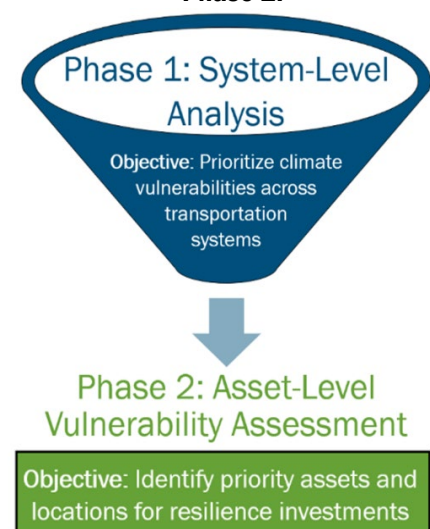 Phase 1: System-Level
Analysis
Objective: Prioritize climate
vulnerabilities across
transportation
systems
Phase 2: Asset-Level
Vulnerability Assessment
Objective: Identify priority assets and
locations for resilience investments